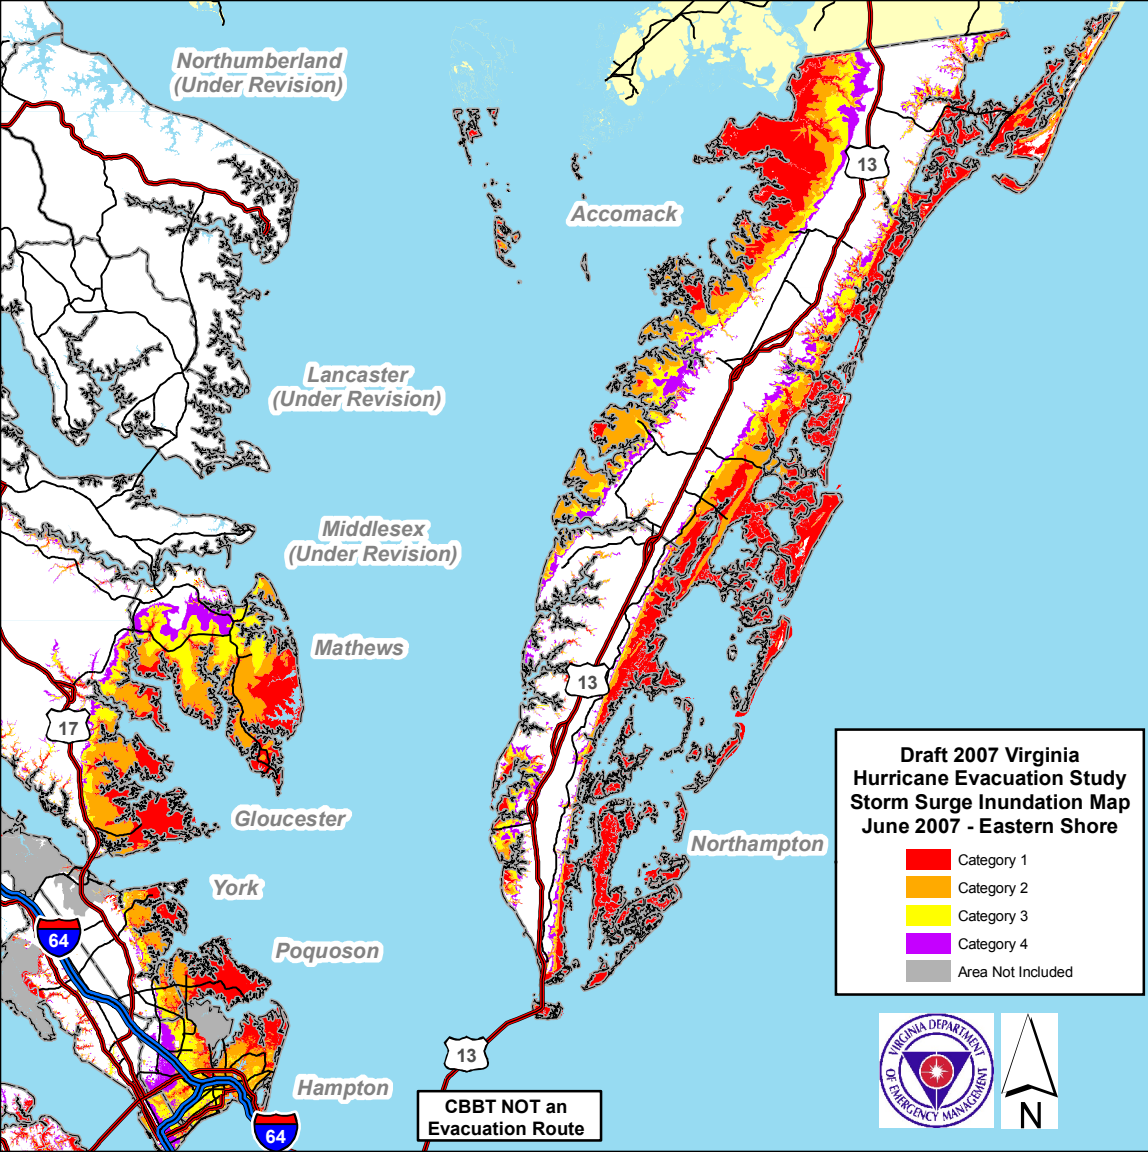 Northumberland
(Under Revision)
13
Accomack
Lancaster
(Under Revision)
Middlesex
(Under Revision)
Mathews
13
17
Gloucester
Northampton
York
64
Poquoson
13
Hampton
64
CBBT NOT an
Evacuation Route
Draft 2007 Virginia
Hurricane Evacuation Study
Storm Surge Inundation Map
June 2007 - Eastern Shore
Category 1
Category 2
Category 3
Category 4
Area Not Included
VIRGINIA DEPARTMENT
OF EMERGENCY MANAGEMENT
N